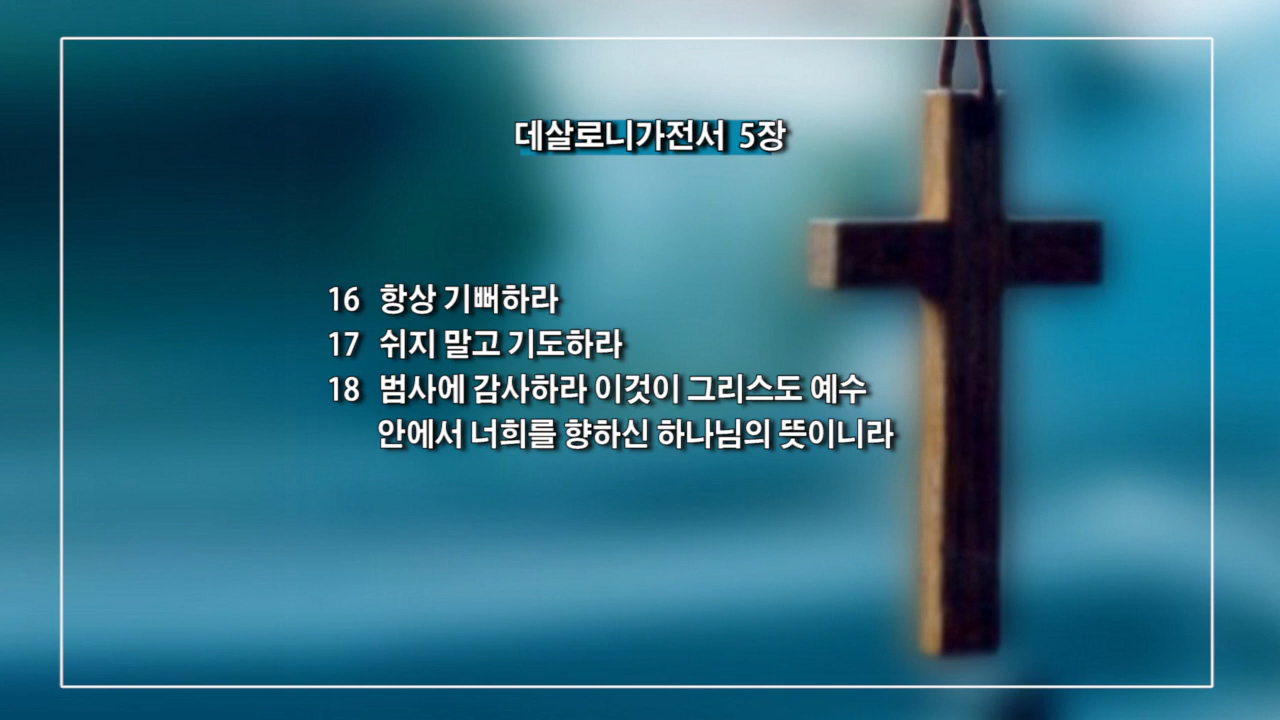 데살로니가전서 5장
16 항상 기뻐하라
17 쉬지 말고 기도하라
18 범사에 감사하라 이것이 그리스도 예수
안에서 너희를 향하신 하나님의 뜻이니라